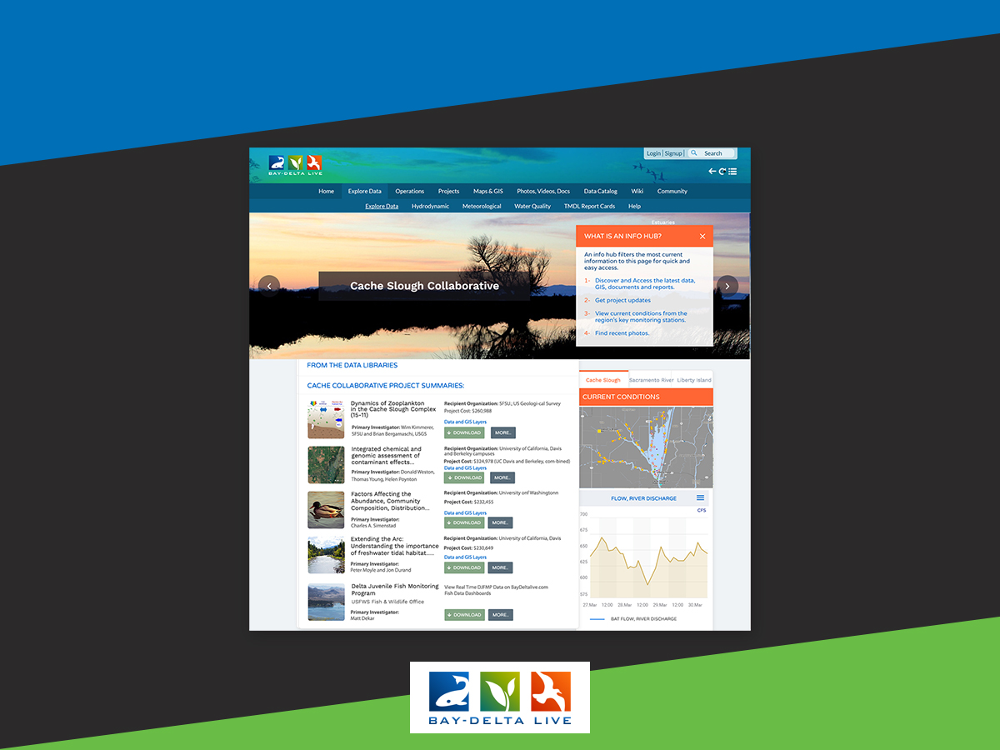 BAY-DELTA LIVE
Login | Signup | Search
Home Explore Data Operations Projects Maps & GIS Photos, Videos, Docs Data Catalog Wiki Community
Explore Data Hydrodynamic Meteorological Water Quality TMDL Report Cards Help
Estuaries
WHAT IS AN INFO HUB?
An info hub filters the most current
information to this page for quick and
easy access.
1- Discover and Access the latest data,
GIS, documents and reports.
2- Get project updates
3- View current conditions from the
region's key monitoring stations.
4- Find recent photos.
Cache Slough Collaborative
FROM THE DATA LIBRARIES
CACHE COLLABORATIVE PROJECT SUMMARIES:
Dynamics of Zooplankton
in the Cache Slough Complex
(15-11)
Primary Investigator: Wim Kimmerer,
SFSU and Brian Bergamaschi, USGS
Recipient Organization: SFSU; US Geologi-cal Survey
Project Cost: $260,988
Data and GIS Layers
DOWNLOAD MORE..
Integrated chemical and
genomic assessment of
contaminant effects...
Primary Investigator: Donald Weston,
Thomas Young, Helen Poynton
Recipient Organization: University of California, Davis
and Berkeley campuses
Project Cost: $324,978 (UC Davis and Berkeley, com-bined)
Data and GIS Layers
DOWNLOAD MORE..
Factors Affecting the
Abundance, Community
Composition, Distribution...
Primary Investigator:
Charles A. Simenstad
Recipient Organization: University onf Washingtonn
Project Cost: $232,455
Data and GIS Layers
DOWNLOAD MORE..
Extending the Arc:
Understanding the importance
of freshwater tidal habitat.....
Primary Investigator:
Peter Moyle and Jon Durand
Recipient Organization: University of California, Davis
Project Cost: $230,649
Data and GIS Layers
DOWNLOAD MORE..
Delta Juvenile Fish Monitoring
Program
USFWS Fish & Wildlife Office
Primary Investigator:
Matt Dekar
View Real Time DJFMP Data on BayDeltalive.com
Fish Data Dashboards
DOWNLOAD MORE..
Cache Slough Sacramento River Liberty Island
CURRENT CONDITIONS
FLOW, RIVER DISCHARGE
CFS
700
675
650
625
600
575
27.Mar 12:00 28.Mar 12:00 29.Mar 12:00 30.Mar
BAT FLOW, RIVER DISCHARGE
BAY-DELTA LIVE